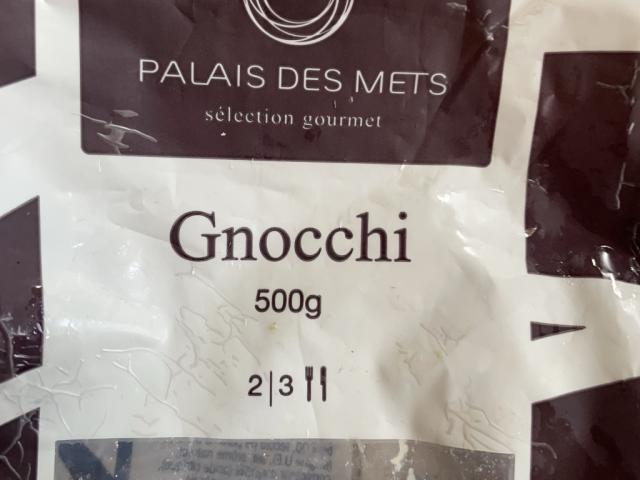 PALAIS DES METS
sélection gourmet
Gnocchi
500g
2|3